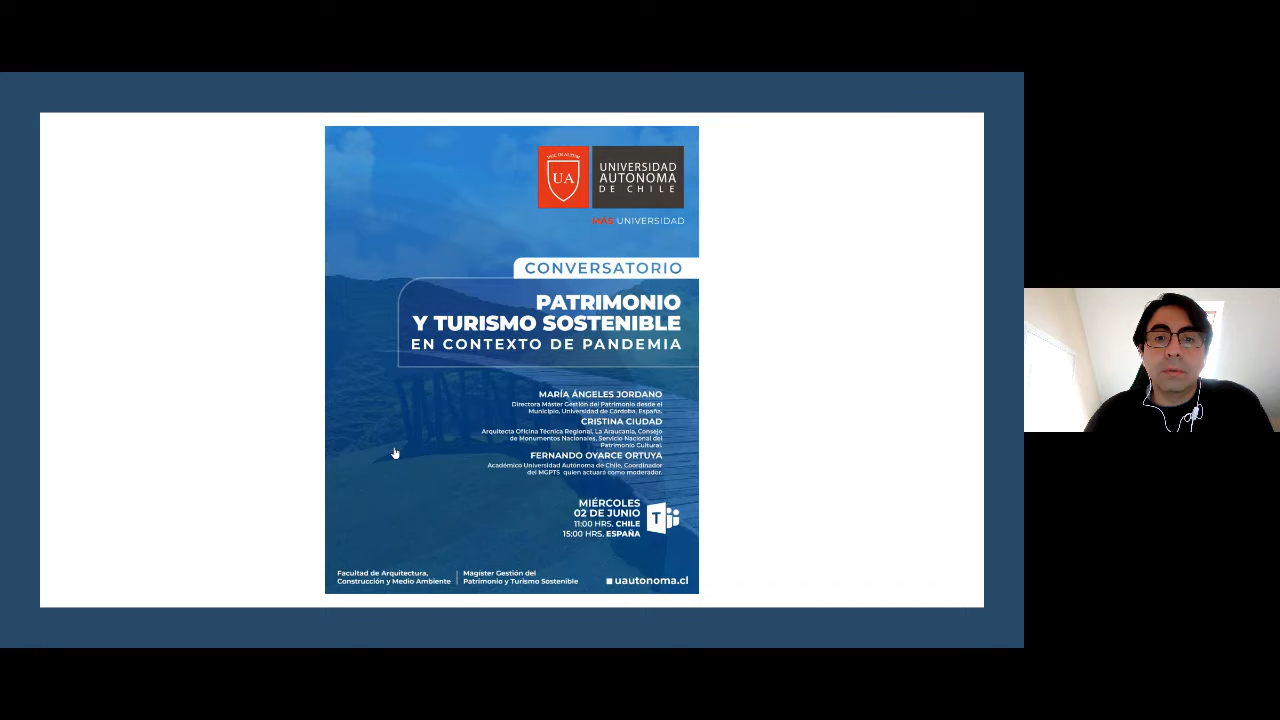 DUC IN ALTUM
UA
UNIVERSIDAD
AUTONOMA
DE CHILE
MÁS UNIVERSIDAD
CONVERSATORIO
PATRIMONIO
Y TURISMO SOSTENIBLE
EN CONTEXTO DE PANDEMIA
MARÍA ÁNGELES JORDANO
Directora Máster Gestión del Patrimonio desde el
Municipio, Universidad de Córdoba, España.
CRISTINA CIUDAD
Arquitecta Oficina Técnica Regional, La Araucanía, Consejo
de Monumentos Nacionales, Servicio Nacional del
Patrimonio Cultural.
FERNANDO OYARCE ORTUYA
Académico Universidad Autónoma de Chile, Coordinador
del MGPTS quien actuará como moderador.
MIÉRCOLES
02 DE JUNIO
11:00 HRS. CHILE
15:00 HRS. ESPAÑA
T
Facultad de Arquitectura,
Construcción y Medio Ambiente
Magíster Gestión del
Patrimonio y Turismo Sostenible
uautonoma.cl